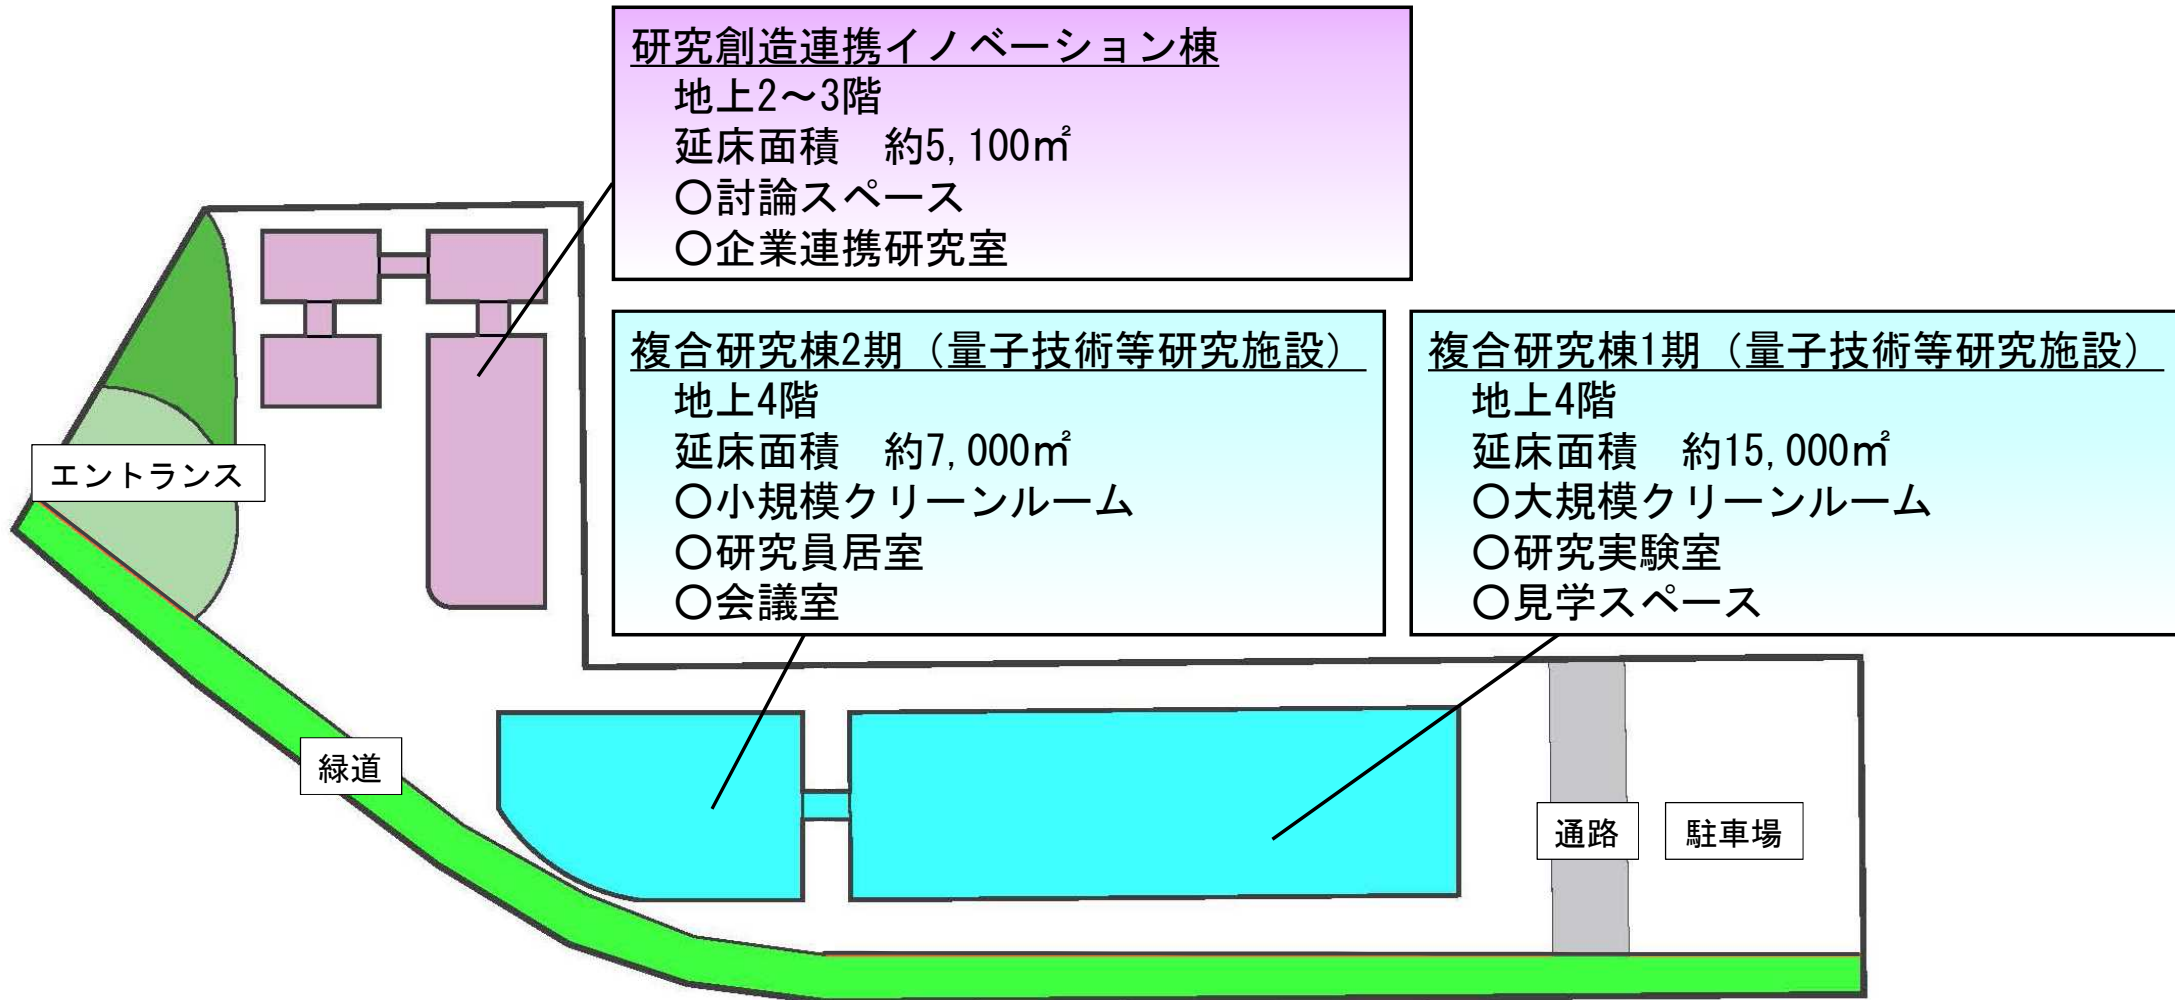 研究創造連携イノベーション棟
地上2～3階
延床面積　約5,100㎡
○討論スペース
○企業連携研究室
複合研究棟2期（量子技術等研究施設）
地上4階
延床面積　約7,000㎡
○小規模クリーンルーム
○研究員居室
○会議室
複合研究棟1期（量子技術等研究施設）
地上4階
延床面積　約15,000㎡
○大規模クリーンルーム
○研究実験室
○見学スペース
エントランス
緑道
通路
駐車場